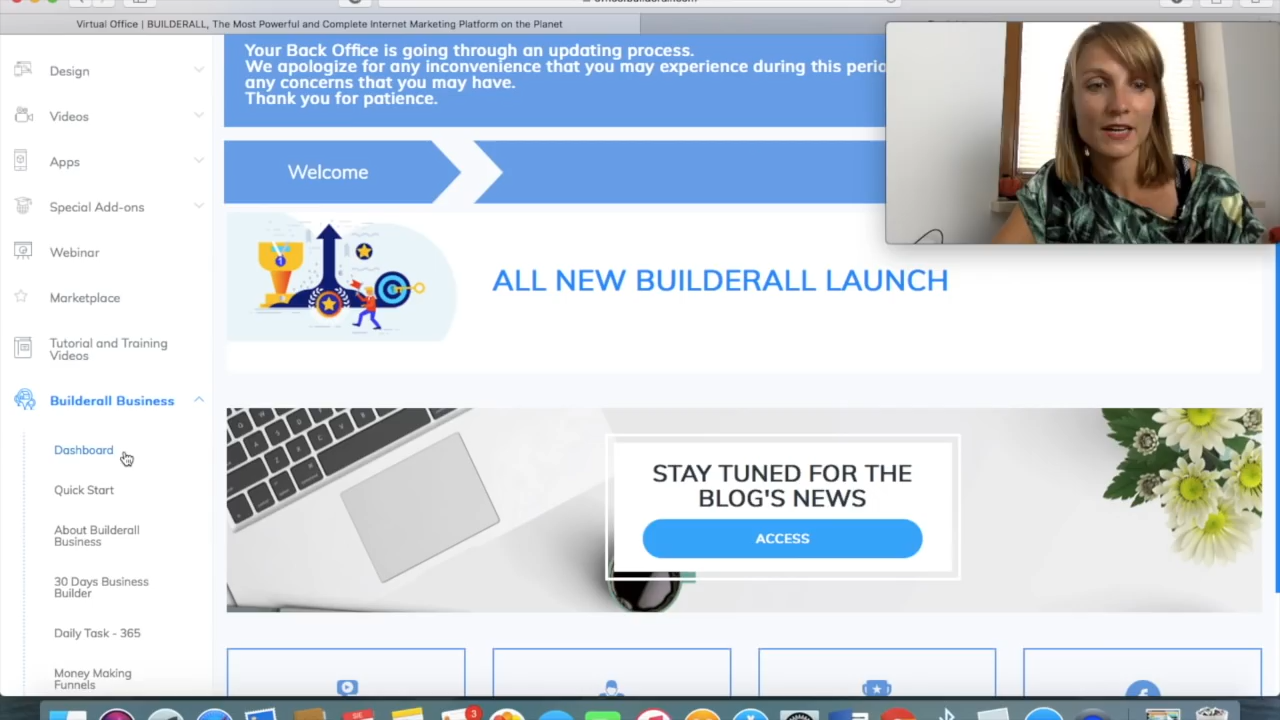 Virtual Office | BUILDERALL, The Most Powerful and Complete Internet Marketing Platform on the Planet
Design
Videos
Apps
Special Add-ons
Webinar
Marketplace
Tutorial and Training
Videos
Builderall Business
Dashboard
Quick Start
About Builderall
Business
30 Days Business
Builder
Daily Task - 365
Money Making
Funnels
Your Back Office is going through an updating process.
We apologize for any inconvenience that you may experience during this
any concerns that you may have.
Thank you for patience.
Welcome
1
ALL NEW BUILDERALL LAUNCH
STAY TUNED FOR THE
BLOG'S NEWS
ACCESS
3